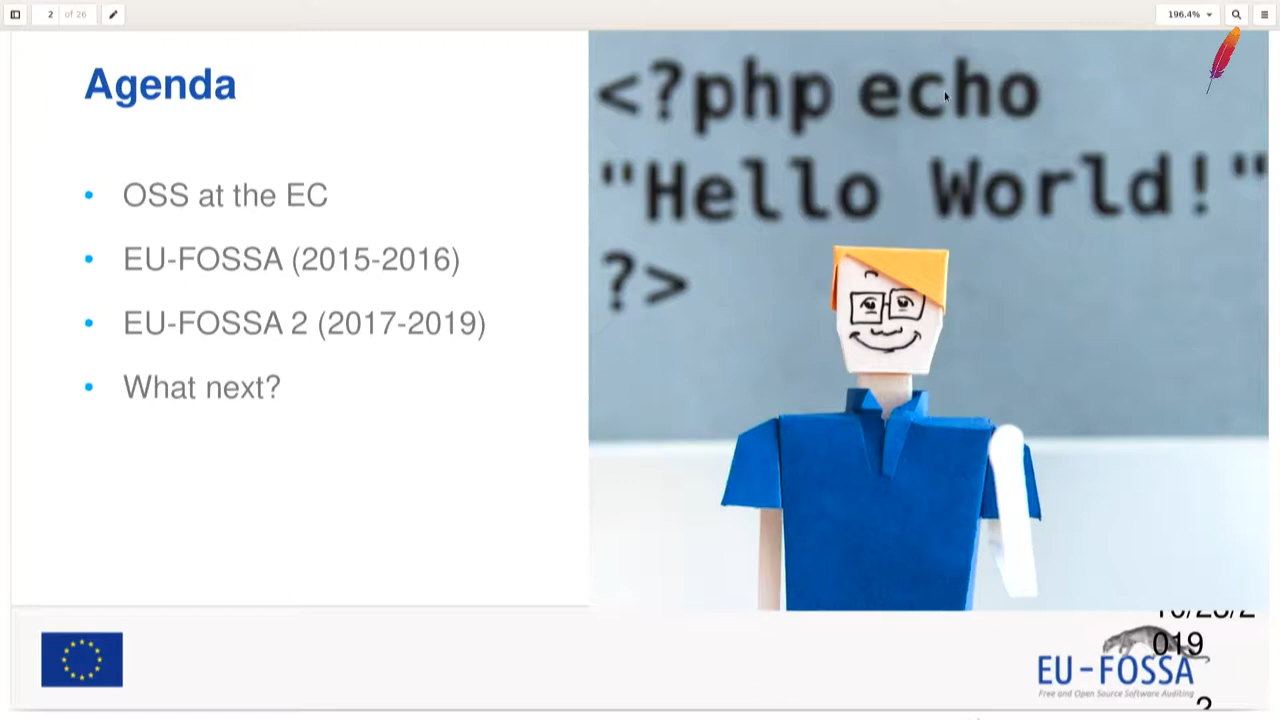 2 of 26
196.4%
Agenda
• OSS at the EC
• EU-FOSSA (2015-2016)
• EU-FOSSA 2 (2017-2019)
• What next?
<?php echo
"Hello World!"
?>
019
EU-FOSSA
Free and Open Source Software Auditing